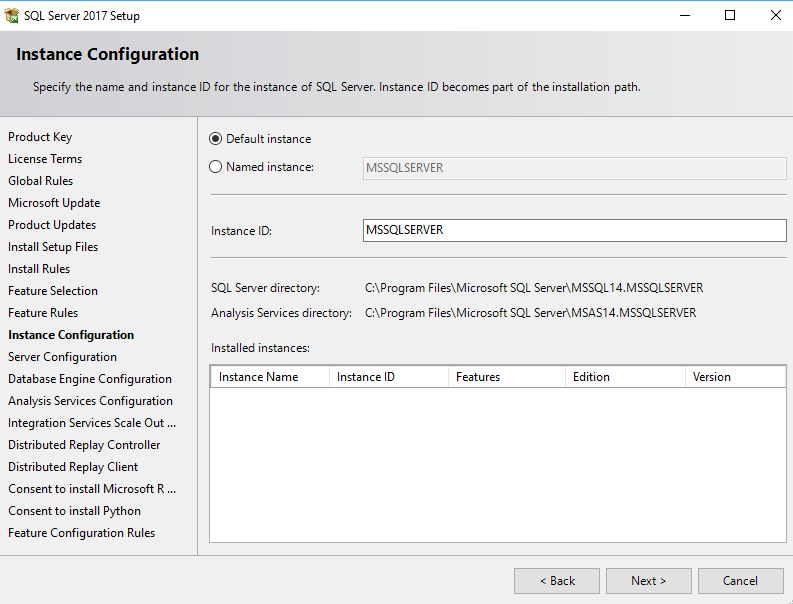 SQL Server 2017 Setup
Instance Configuration
Specify the name and instance ID for the instance of SQL Server. Instance ID becomes part of the installation path.
Product Key
License Terms
Global Rules
Microsoft Update
Product Updates
Install Setup Files
Install Rules
Feature Selection
Feature Rules
Instance Configuration
Server Configuration
Database Engine Configuration
Analysis Services Configuration
Integration Services Scale Out ...
Distributed Replay Controller
Distributed Replay Client
Consent to install Microsoft R ...
Consent to install Python
Feature Configuration Rules
Default instance
Named instance: MSSQLSERVER
Instance ID: MSSQLSERVER
SQL Server directory: C:\Program Files\Microsoft SQL Server\MSSQL14.MSSQLSERVER
Analysis Services directory: C:\Program Files\Microsoft SQL Server\MSAS14.MSSQLSERVER
Installed instances:
Instance Name Instance ID Features Edition Version
< Back Next > Cancel